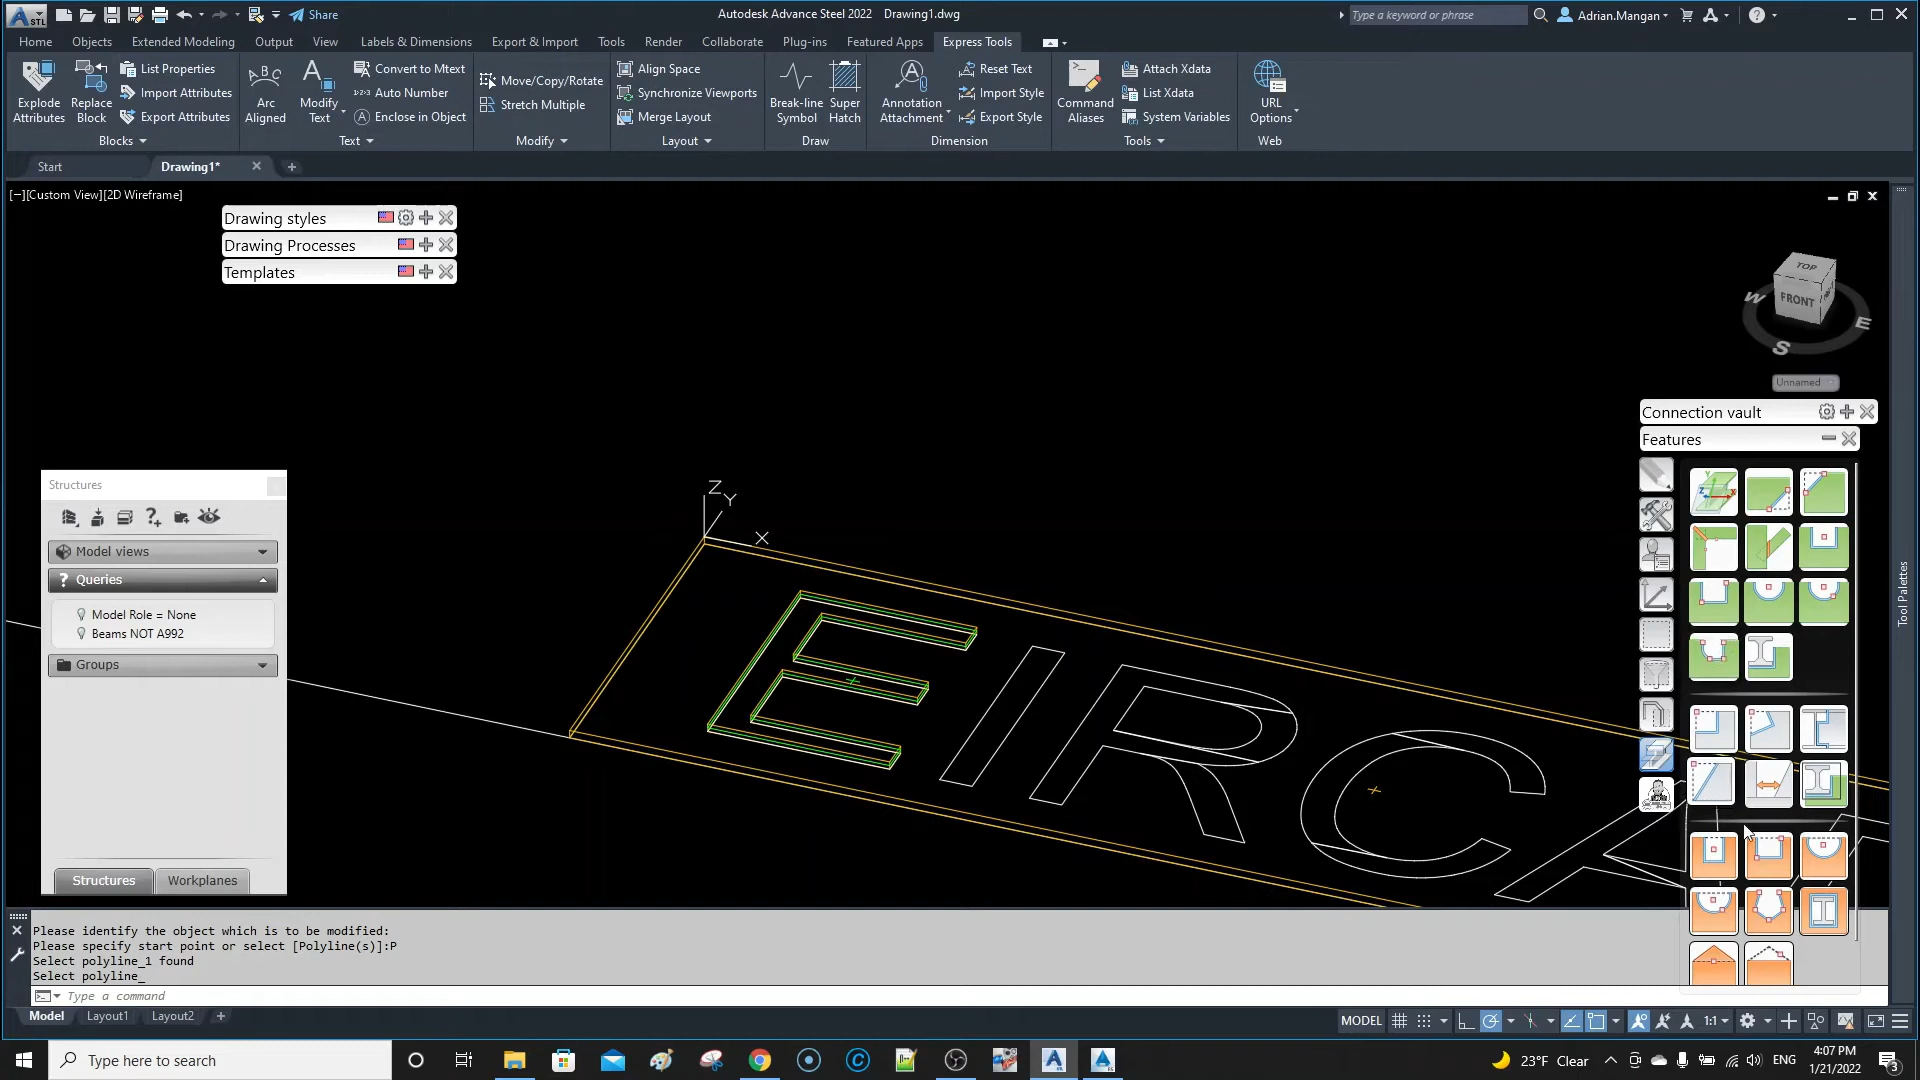 A STL
Share
Autodesk Advance Steel 2022 Drawing1.dwg
Type a keyword or phrase
Adrian.Mangan
Home Objects Extended Modeling Output View Labels & Dimensions Export & Import Tools Render Collaborate Plug-ins Featured Apps Express Tools
Explode Attributes
Replace Block
List Properties
Import Attributes
Export Attributes
Blocks
Arc Aligned
Modify Text
Convert to Mtext
Auto Number
Enclose in Object
Text
Move/Copy/Rotate
Stretch Multiple
Modify
Align Space
Synchronize Viewports
Merge Layout
Layout
Break-line Symbol
Super Hatch
Draw
Annotation Attachment
Reset Text
Import Style
Export Style
Dimension
Command Aliases
Attach Xdata
List Xdata
System Variables
Tools
URL Options
Web
Start
Drawing1*
[−][Custom View][2D Wireframe]
Drawing styles
Drawing Processes
Templates
TOP
FRONT
W
E
S
Unnamed
Connection vault
Features
Tool Palettes
Structures
Model views
? Queries
Model Role = None
Beams NOT A992
Groups
Structures Workplanes
Z
Y
X
EIRC
Please identify the object which is to be modified:
Please specify start point or select [Polyline(s)]:P
Select polyline_1 found
Select polyline_
Type a command
Model Layout1 Layout2
MODEL
1:1
Type here to search
23°F Clear
ENG
4:07 PM
1/21/2022
3